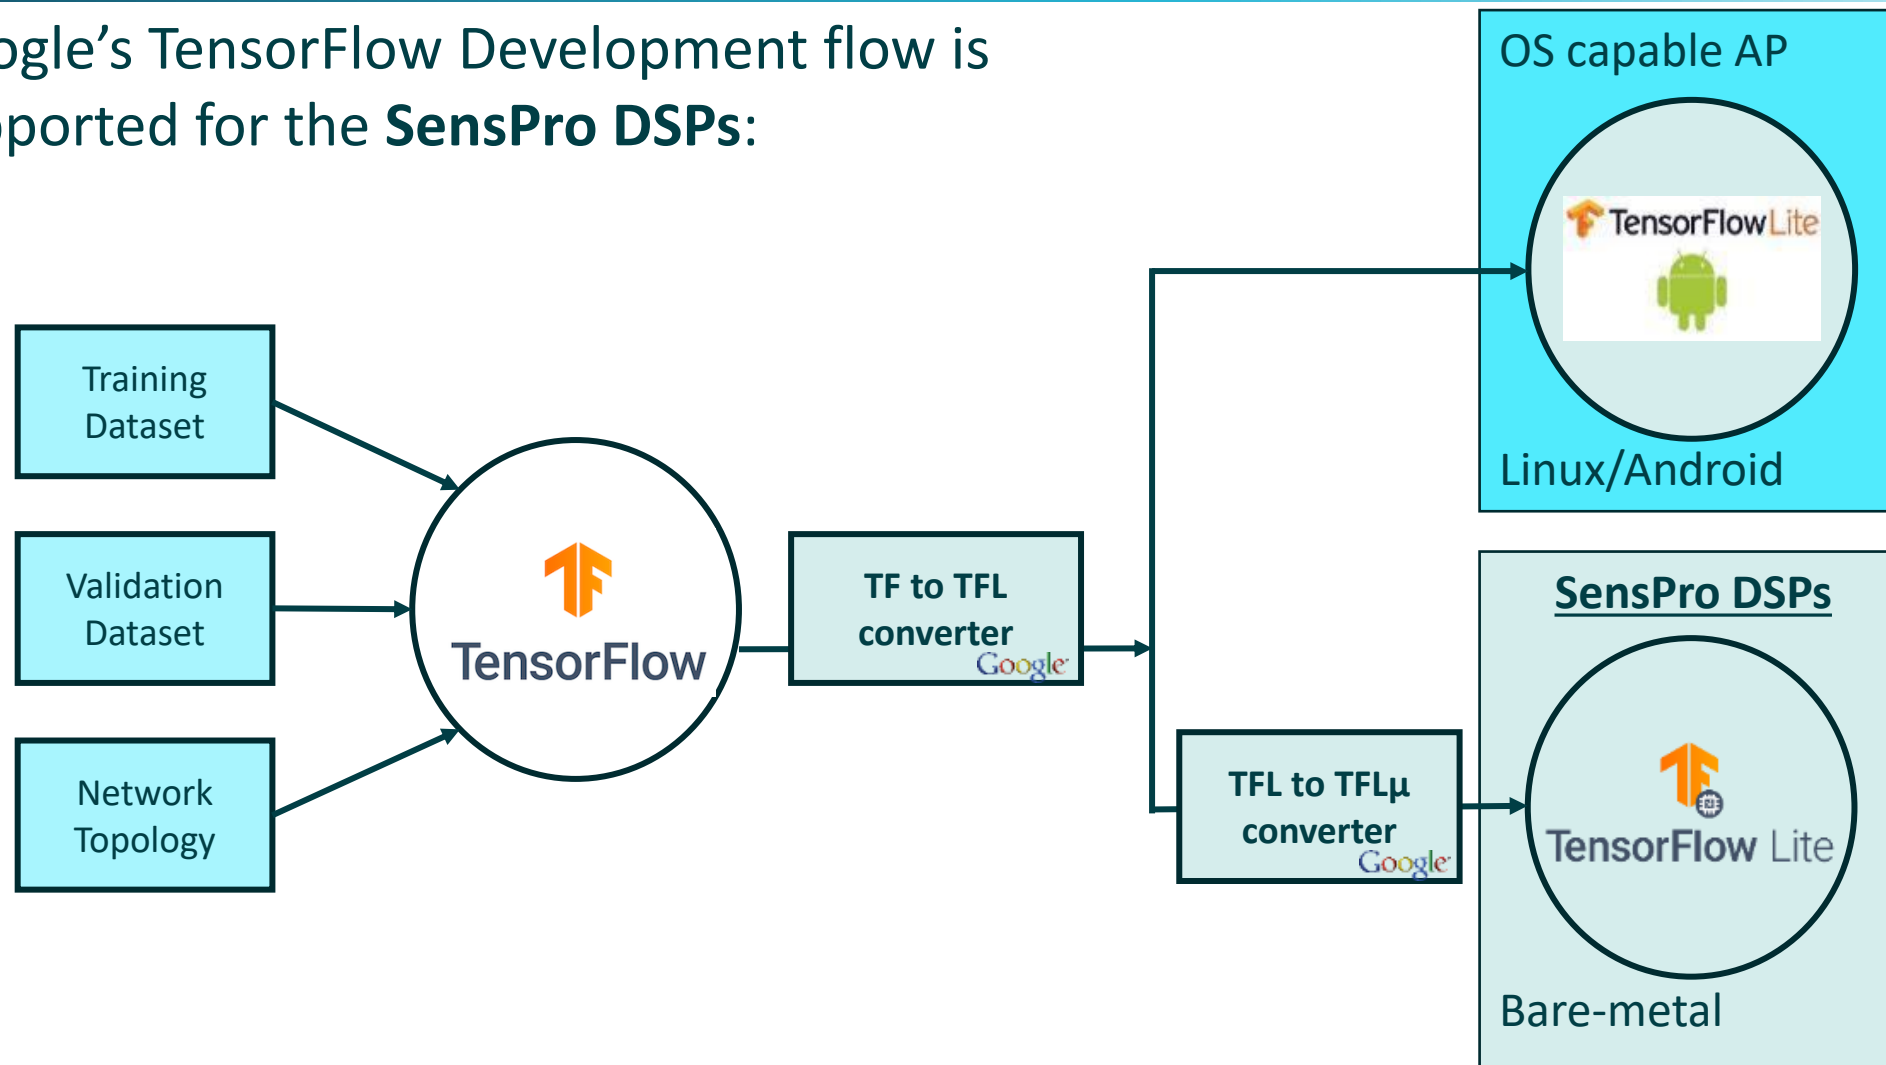 ogle’s TensorFlow Development flow is
ported for the SensPro DSPs:
OS capable AP
TensorFlow Lite
Linux/Android
Training
Dataset
Validation
Dataset
Network
Topology
TensorFlow
TF to TFL
converter
Google
TFL to TFLµ
converter
Google
SensPro DSPs
TensorFlow Lite
Bare-metal